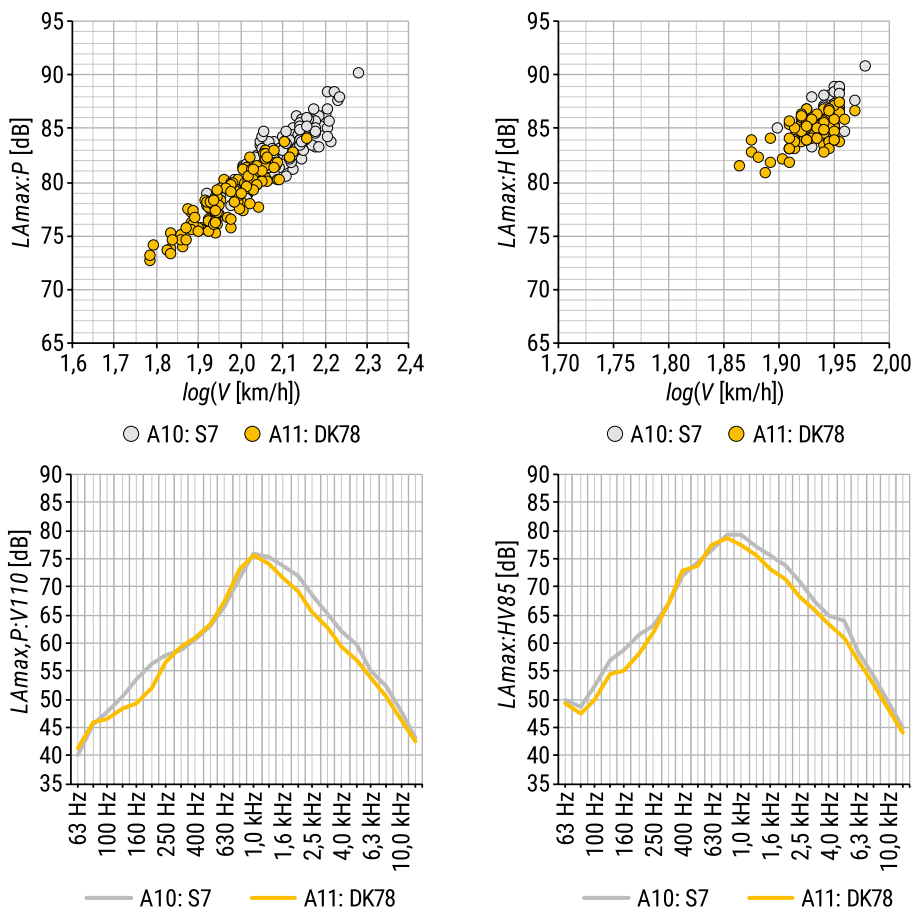 95
90
85
80
75
70
65
LAmax:P [dB]
1,6 1,7 1,8 1,9 2,0 2,1 2,2 2,3 2,4
log(V [km/h])
A10: S7 A11: DK78
95
90
85
80
75
70
65
LAmax:H [dB]
1,70 1,75 1,80 1,85 1,90 1,95 2,00
log(V [km/h])
A10: S7 A11: DK78
90
85
80
75
70
65
60
55
50
45
40
35
LAmax,P:V110 [dB]
63 Hz 100 Hz 160 Hz 250 Hz 400 Hz 630 Hz 1,0 kHz 1,6 kHz 2,5 kHz 4,0 kHz 6,3 kHz 10,0 kHz
A10: S7 A11: DK78
90
85
80
75
70
65
60
55
50
45
40
35
LAmax:HV85 [dB]
63 Hz 100 Hz 160 Hz 250 Hz 400 Hz 630 Hz 1,0 kHz 1,6 kHz 2,5 kHz 4,0 kHz 6,3 kHz 10,0 kHz
A10: S7 A11: DK78